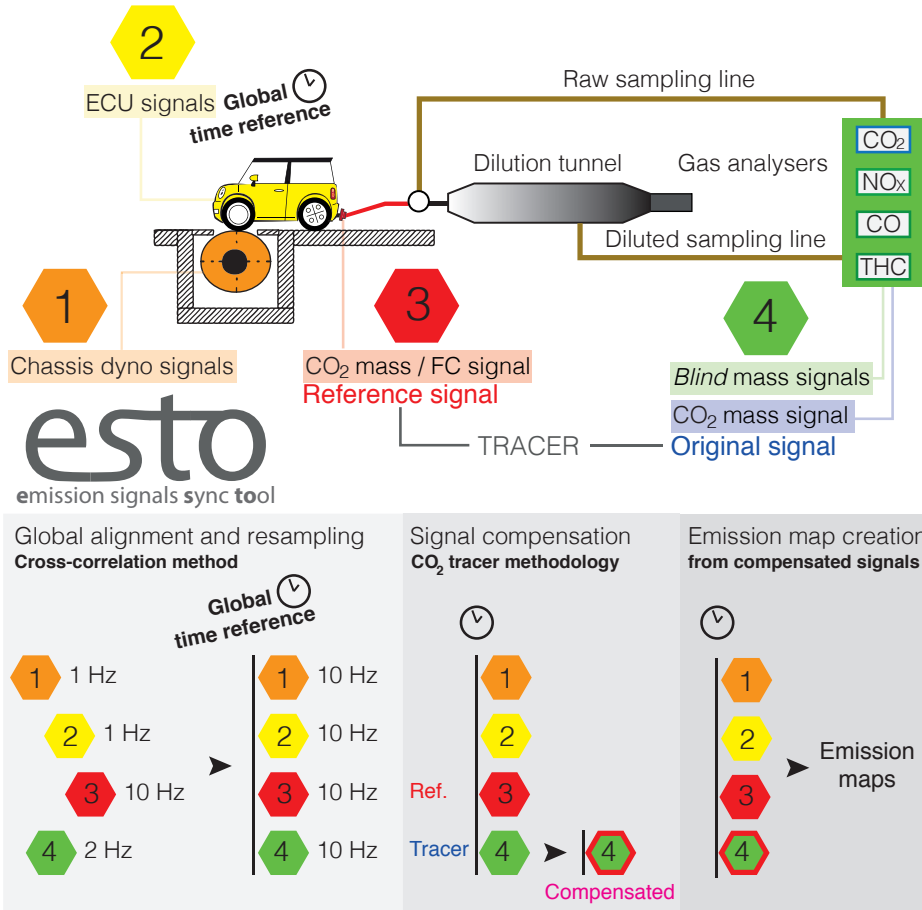 2
ECU signals
Global
time reference
Raw sampling line
Dilution tunnel
Gas analysers
CO₂
NOx
CO
THC
Diluted sampling line
1
3
4
Chassis dyno signals
CO₂ mass / FC signal
Reference signal
Blind mass signals
CO₂ mass signal
TRACER
Original signal
esto
emission signals sync tool
Global alignment and resampling
Cross-correlation method
Global
time reference
1 1 Hz
2 1 Hz
3 10 Hz
4 2 Hz
1 10 Hz
2 10 Hz
3 10 Hz
4 10 Hz
Signal compensation
CO₂ tracer methodology
1
2
Ref. 3
Tracer 4
4
Compensated
Emission map creation
from compensated signals
1
2
3
4
Emission
maps